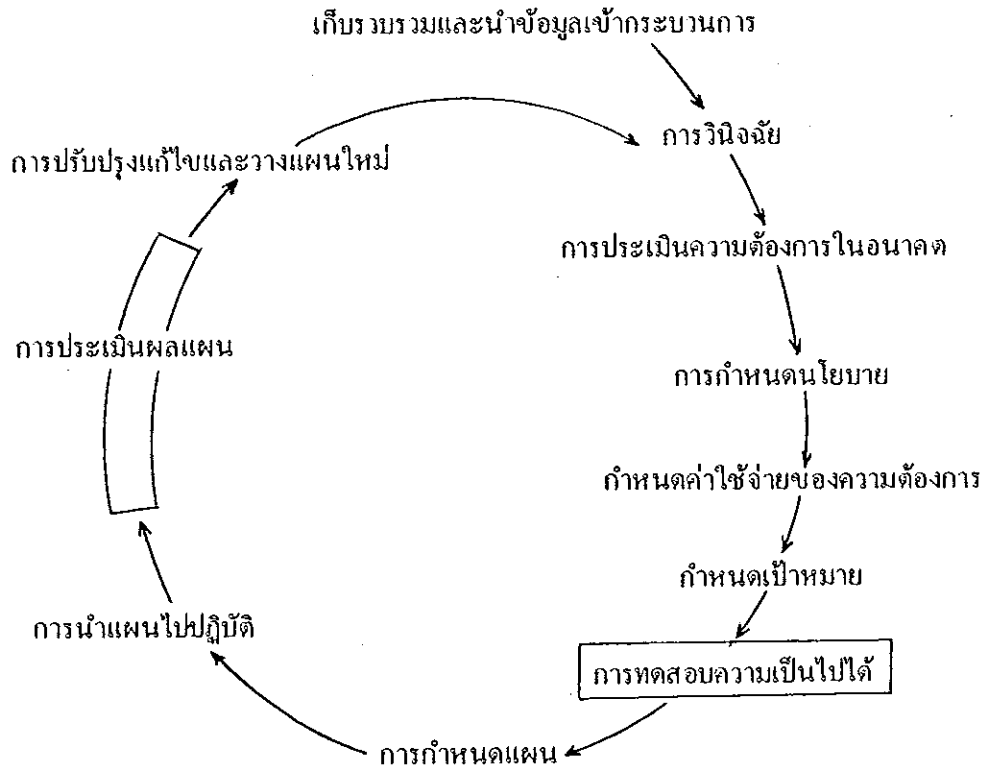 เก็บรวบรวมและนำข้อมูลเข้ากระบวนการ
การวินิจฉัย
การประเมินความต้องการในอนาคต
การกำหนดนโยบาย
กำหนดค่าใช้จ่ายของความต้องการ
กำหนดเป้าหมาย
การทดสอบความเป็นไปได้
การกำหนดแผน
การนำแผนไปปฏิบัติ
การประเมินผลแผน
การปรับปรุงแก้ไขและวางแผนใหม่